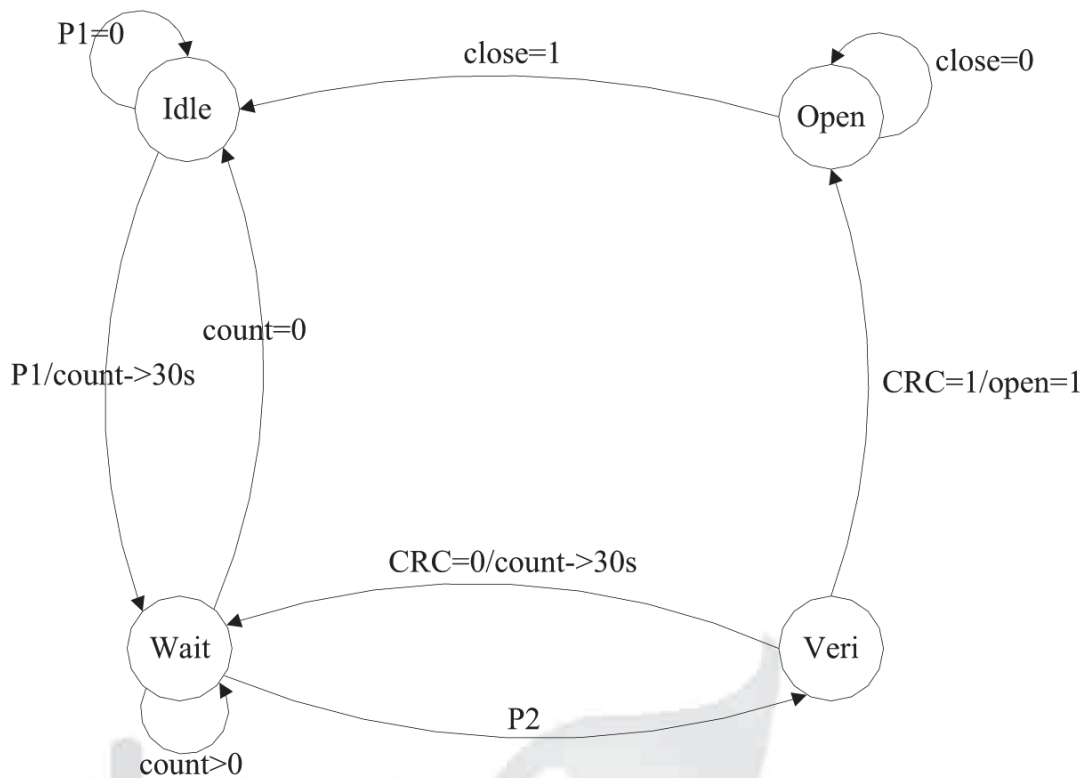 P1=0
close=1
close=0
Idle
Open
count=0
P1/count->30s
CRC=1/open=1
CRC=0/count->30s
Wait
Veri
P2
count>0